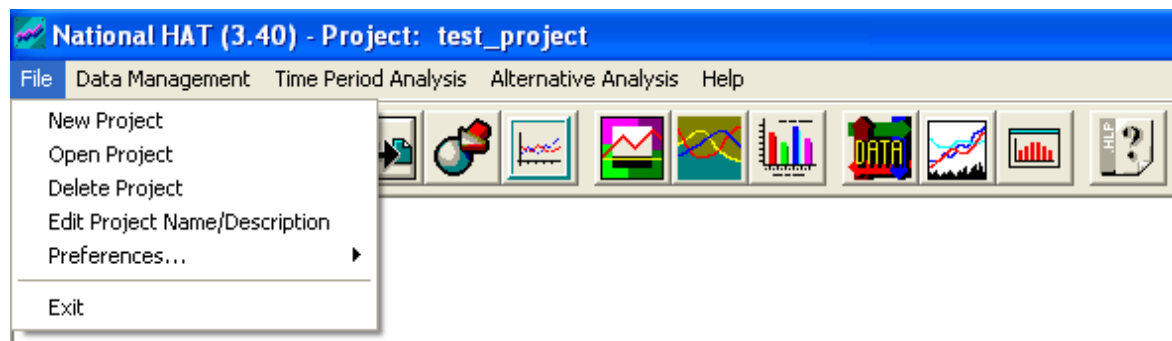 National HAT (3.40) - Project: test_project
File Data Management Time Period Analysis Alternative Analysis Help
New Project
Open Project
Delete Project
Edit Project Name/Description
Preferences...
Exit
DATA
.HLP ?